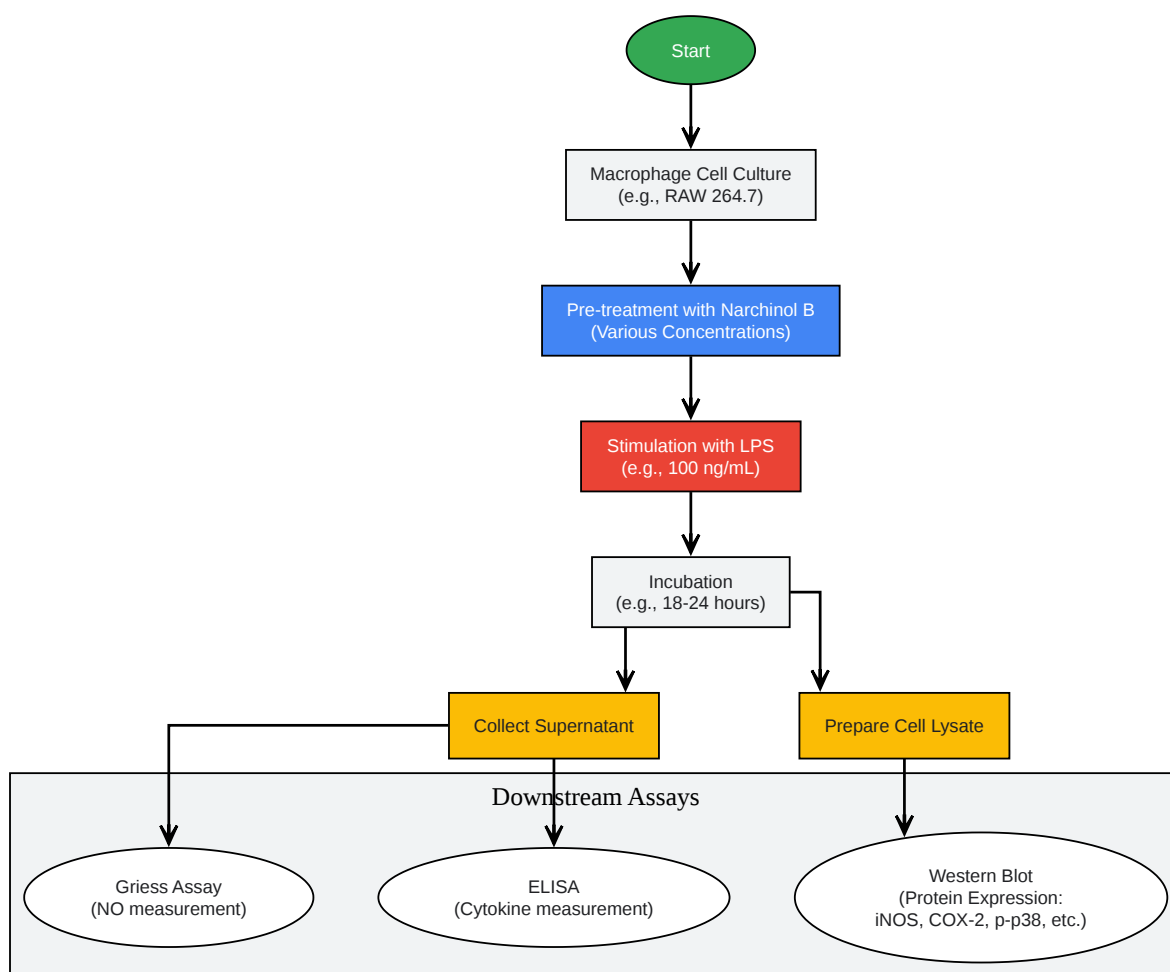 Start
Macrophage Cell Culture
(e.g., RAW 264.7)
Pre-treatment with Narchinol B
(Various Concentrations)
Stimulation with LPS
(e.g., 100 ng/mL)
Incubation
(e.g., 18-24 hours)
Collect Supernatant
Prepare Cell Lysate
Downstream Assays
Griess Assay
(NO measurement)
ELISA
(Cytokine measurement)
Western Blot
(Protein Expression:
iNOS, COX-2, p-p38, etc.)